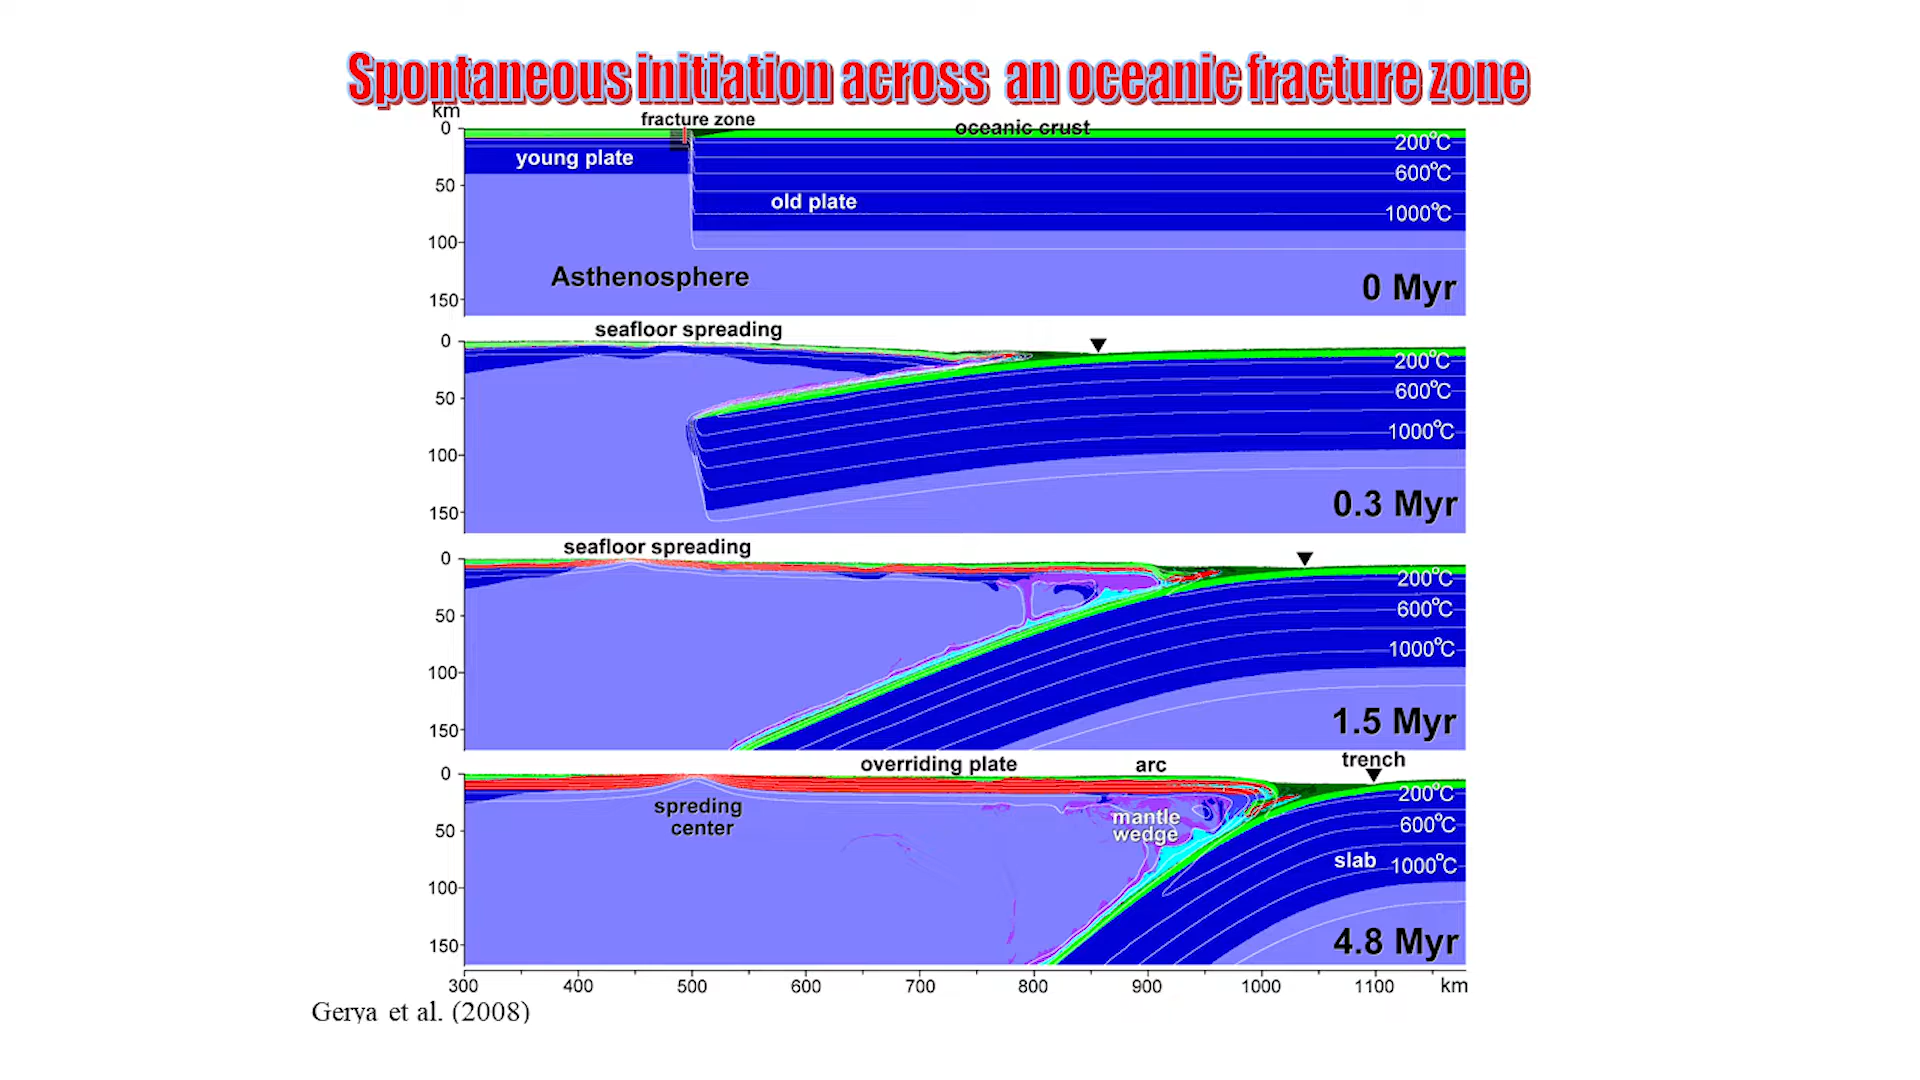 Spontaneous initiation across an oceanic fracture zone
km
fracture zone
oceanic crust
0
200°C
young plate
600°C
50
old plate
1000°C
100
Asthenosphere
0 Myr
150
seafloor spreading
0
200°C
600°C
50
1000°C
100
0.3 Myr
150
seafloor spreading
0
200°C
600°C
50
1000°C
100
1.5 Myr
150
overriding plate
arc
trench
0
200°C
spreding
center
mantle
wedge
600°C
50
slab
1000°C
100
4.8 Myr
150
300 400 500 600 700 800 900 1000 1100 km
Gerya et al. (2008)